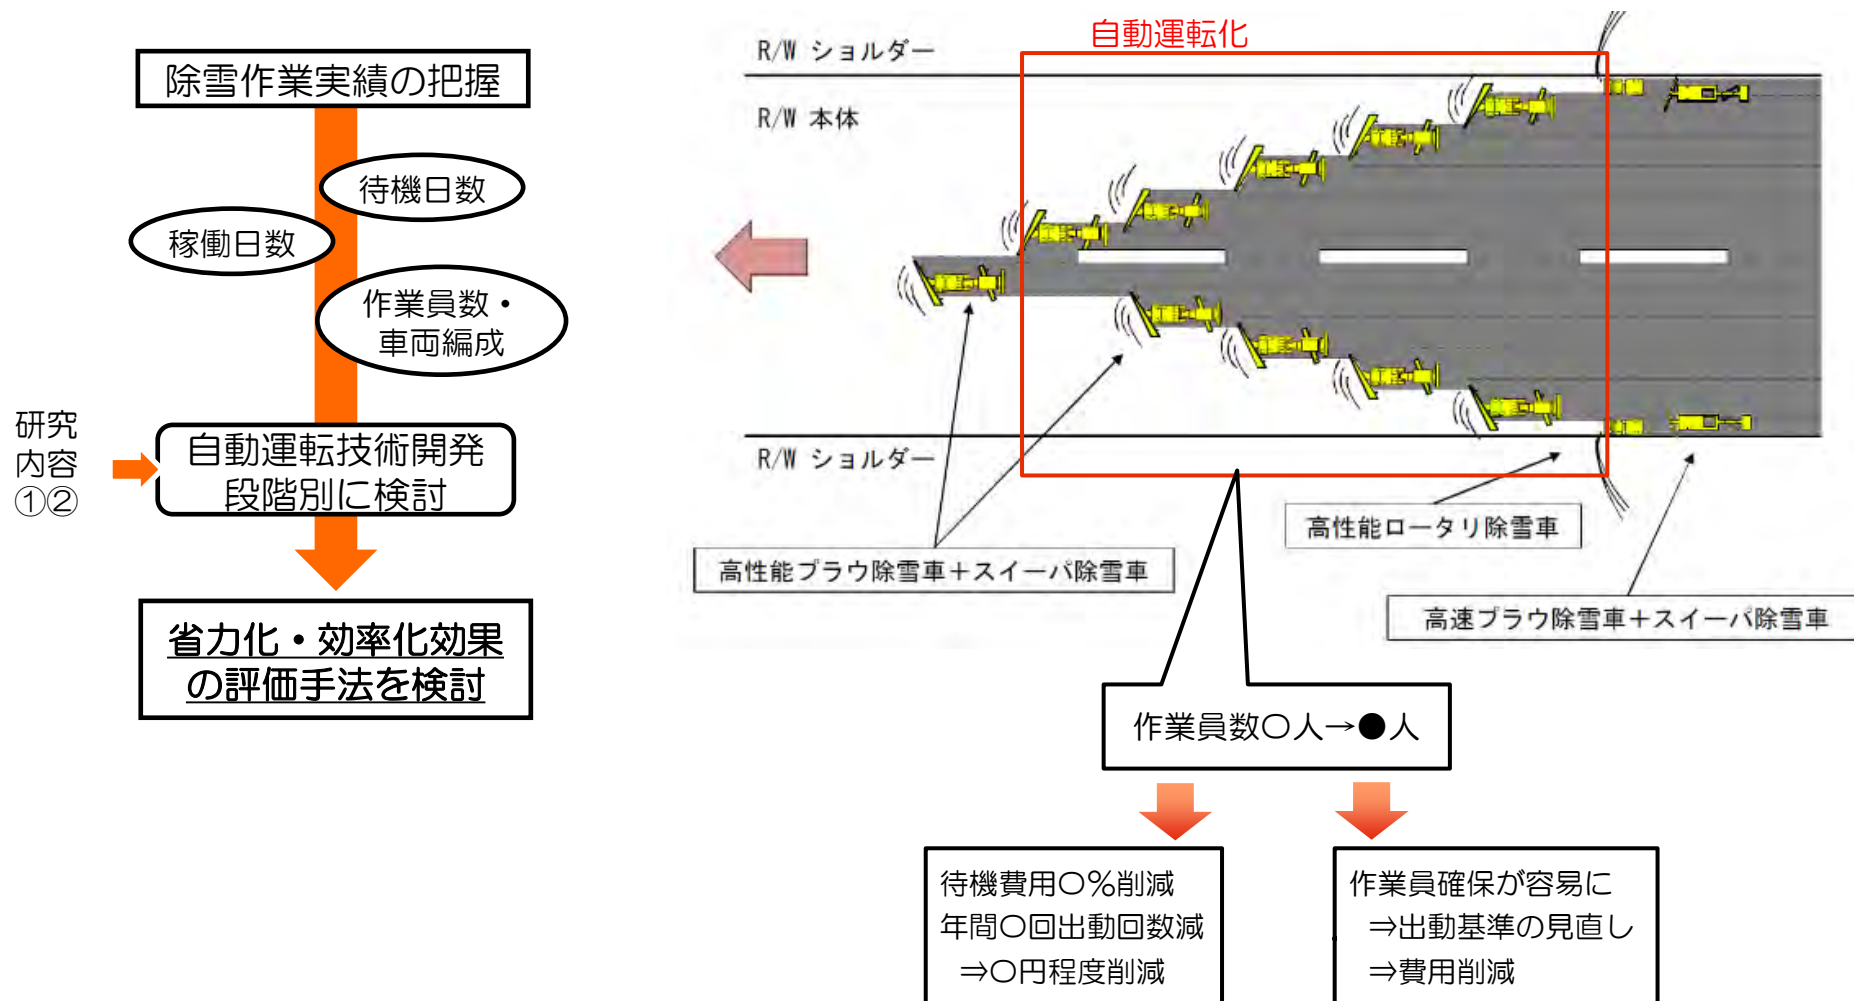 除雪作業実績の把握
待機日数
稼働日数
作業員数・
車両編成
研究
内容
①②
自動運転技術開発
段階別に検討
省力化・効率化効果
の評価手法を検討
自動運転化
R/W ショルダー
R/W 本体
R/W ショルダー
高性能ロータリ除雪車
高性能プラウ除雪車＋スイーパ除雪車
高速プラウ除雪車＋スイーパ除雪車
作業員数〇人→●人
待機費用〇％削減
年間〇回出動回数減
⇒〇円程度削減
作業員確保が容易に
⇒出動基準の見直し
⇒費用削減